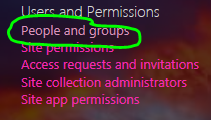 Users and Permissions
People and groups
Site permissions
Access requests and invitations
Site collection administrators
Site app permissions